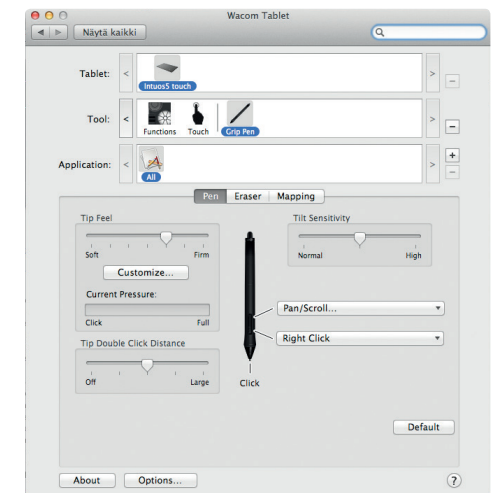 Wacom Tablet
Näytä kaikki
Tablet:
Intuos5 touch
Tool:
Functions Touch Grip Pen
Application:
All
Pen Eraser Mapping
Tip Feel
Soft Firm
Customize...
Current Pressure:
Click Full
Tip Double Click Distance
Off Large
Click
Tilt Sensitivity
Normal High
Pan/Scroll...
Right Click
Default
About Options... ?